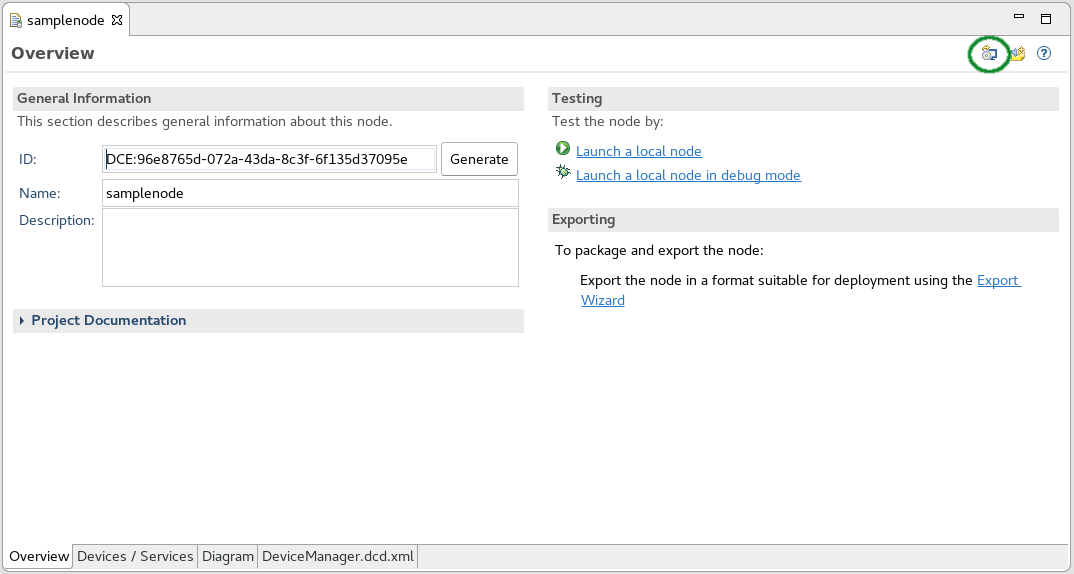 samplenode
Overview
General Information
This section describes general information about this node.
ID:
DCE:96e8765d-072a-43da-8c3f-6f135d37095e
Generate
Name:
samplenode
Description:
Project Documentation
Testing
Test the node by:
Launch a local node
Launch a local node in debug mode
Exporting
To package and export the node:
Export the node in a format suitable for deployment using the Export
Wizard
Overview
Devices / Services
Diagram
DeviceManager.dcd.xml